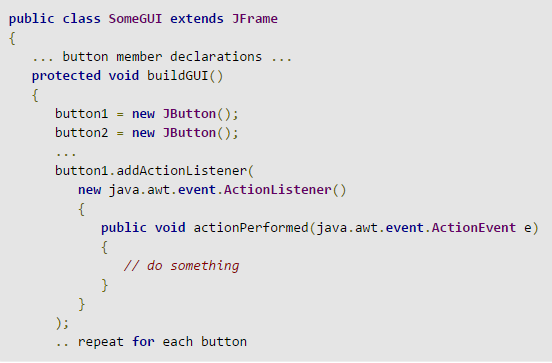 public class SomeGUI extends JFrame
{
   ... button member declarations ...
   protected void buildGUI()
   {
      button1 = new JButton();
      button2 = new JButton();
      ...
      button1.addActionListener(
         new java.awt.event.ActionListener()
         {
            public void actionPerformed(java.awt.event.ActionEvent e)
            {
               // do something
            }
         }
      );
      .. repeat for each button